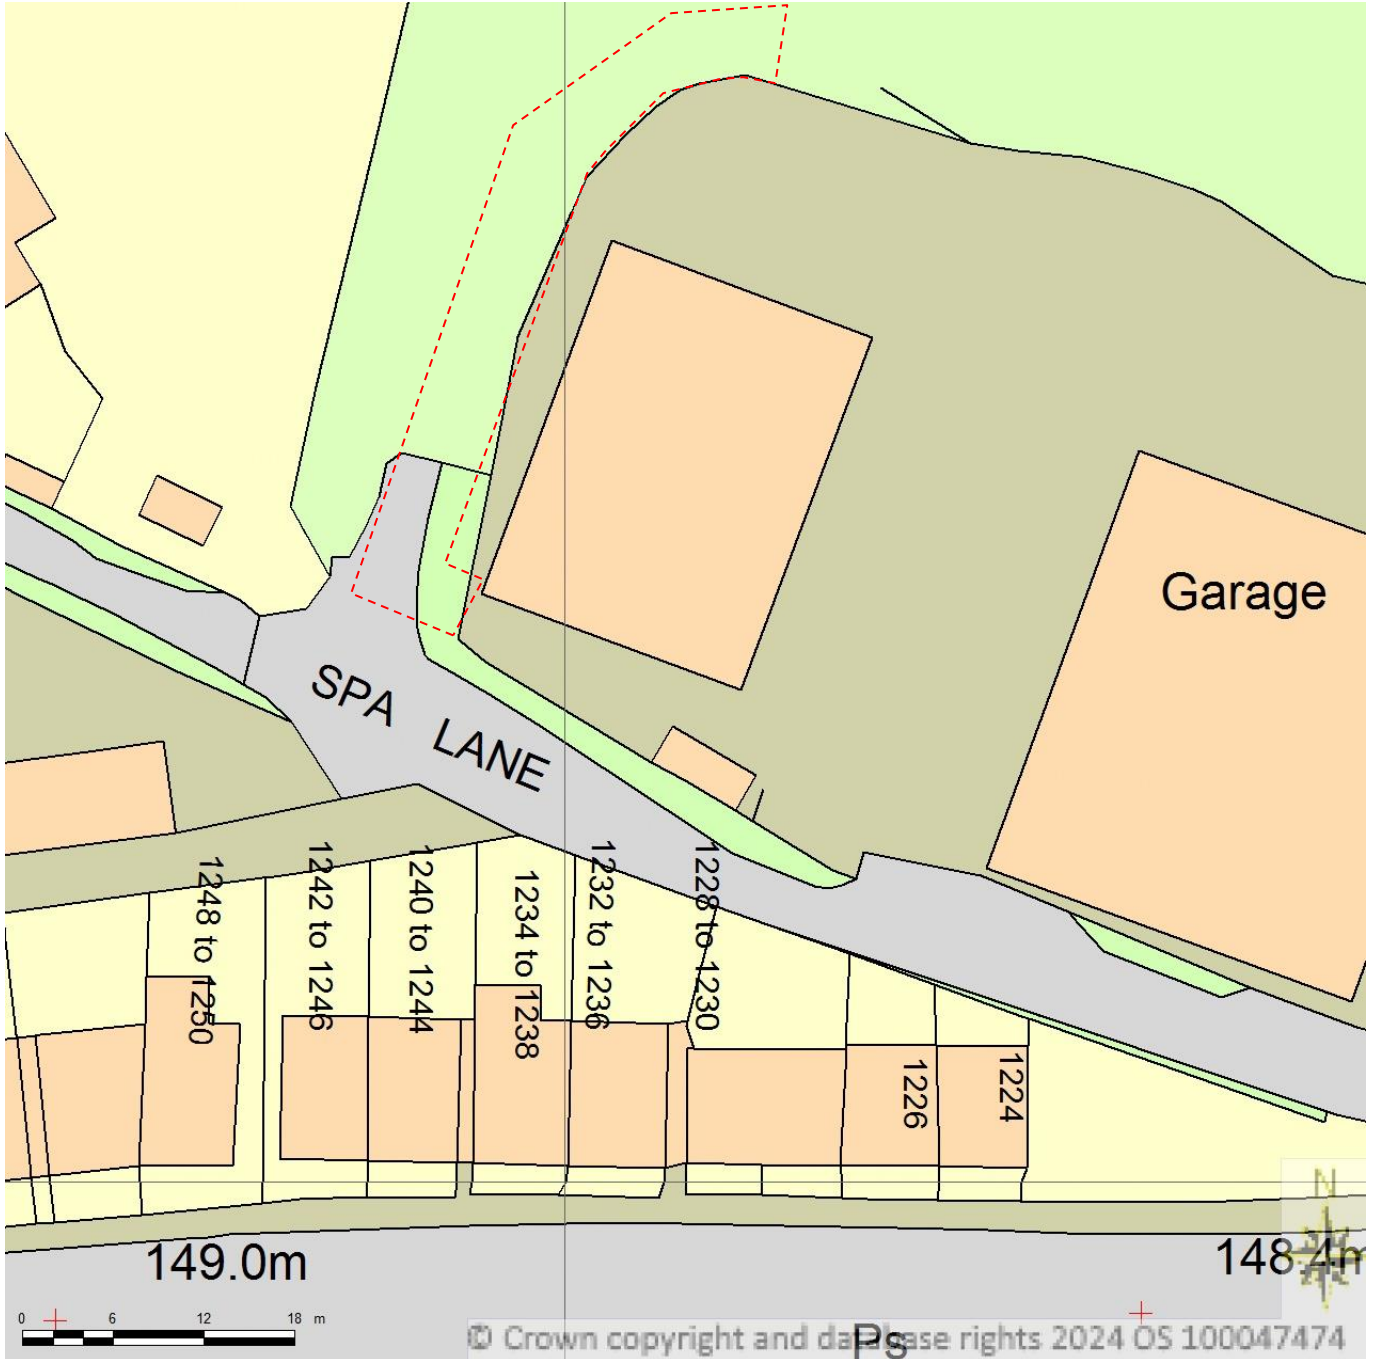 Garage
SPA LANE
1248 to 1250
1242 to 1246
1240 to 1244
1234 to 1238
1232 to 1236
1228 to 1230
1226
1224
N
149.0m
148.4m
0 6 12 18 m
Ps
© Crown copyright and database rights 2024 OS 100047474